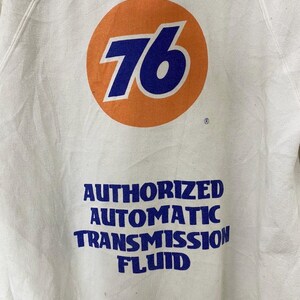 76
®
AUTHORIZED
AUTOMATIC
TRANSMISSION
FLUID